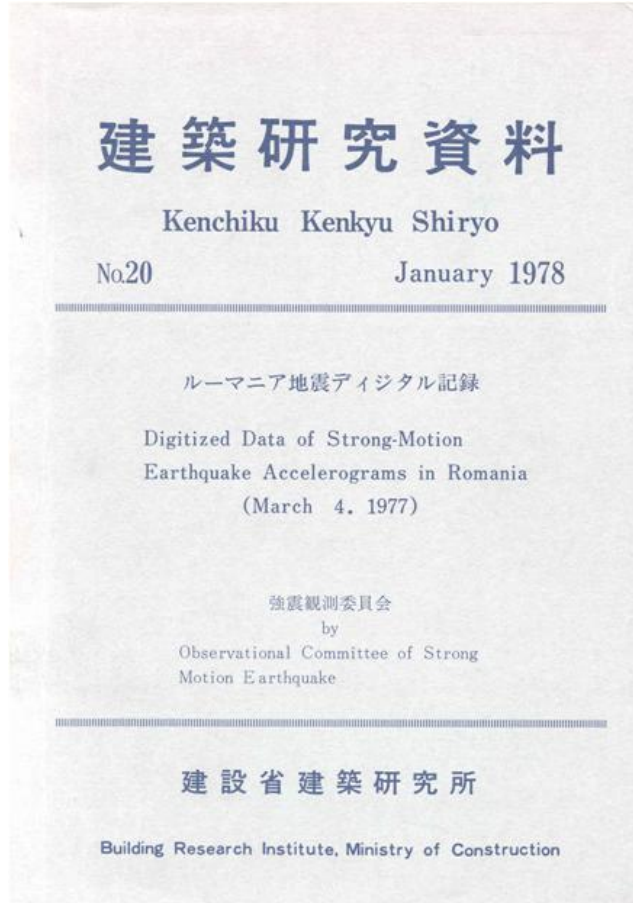 建築研究資料
Kenchiku Kenkyu Shiryo
No.20 January 1978
ルーマニア地震ディジタル記録
Digitized Data of Strong-Motion
Earthquake Accelerograms in Romania
(March 4. 1977)
強震観測委員会
by
Observational Committee of Strong
Motion Earthquake
建設省建築研究所
Building Research Institute, Ministry of Construction